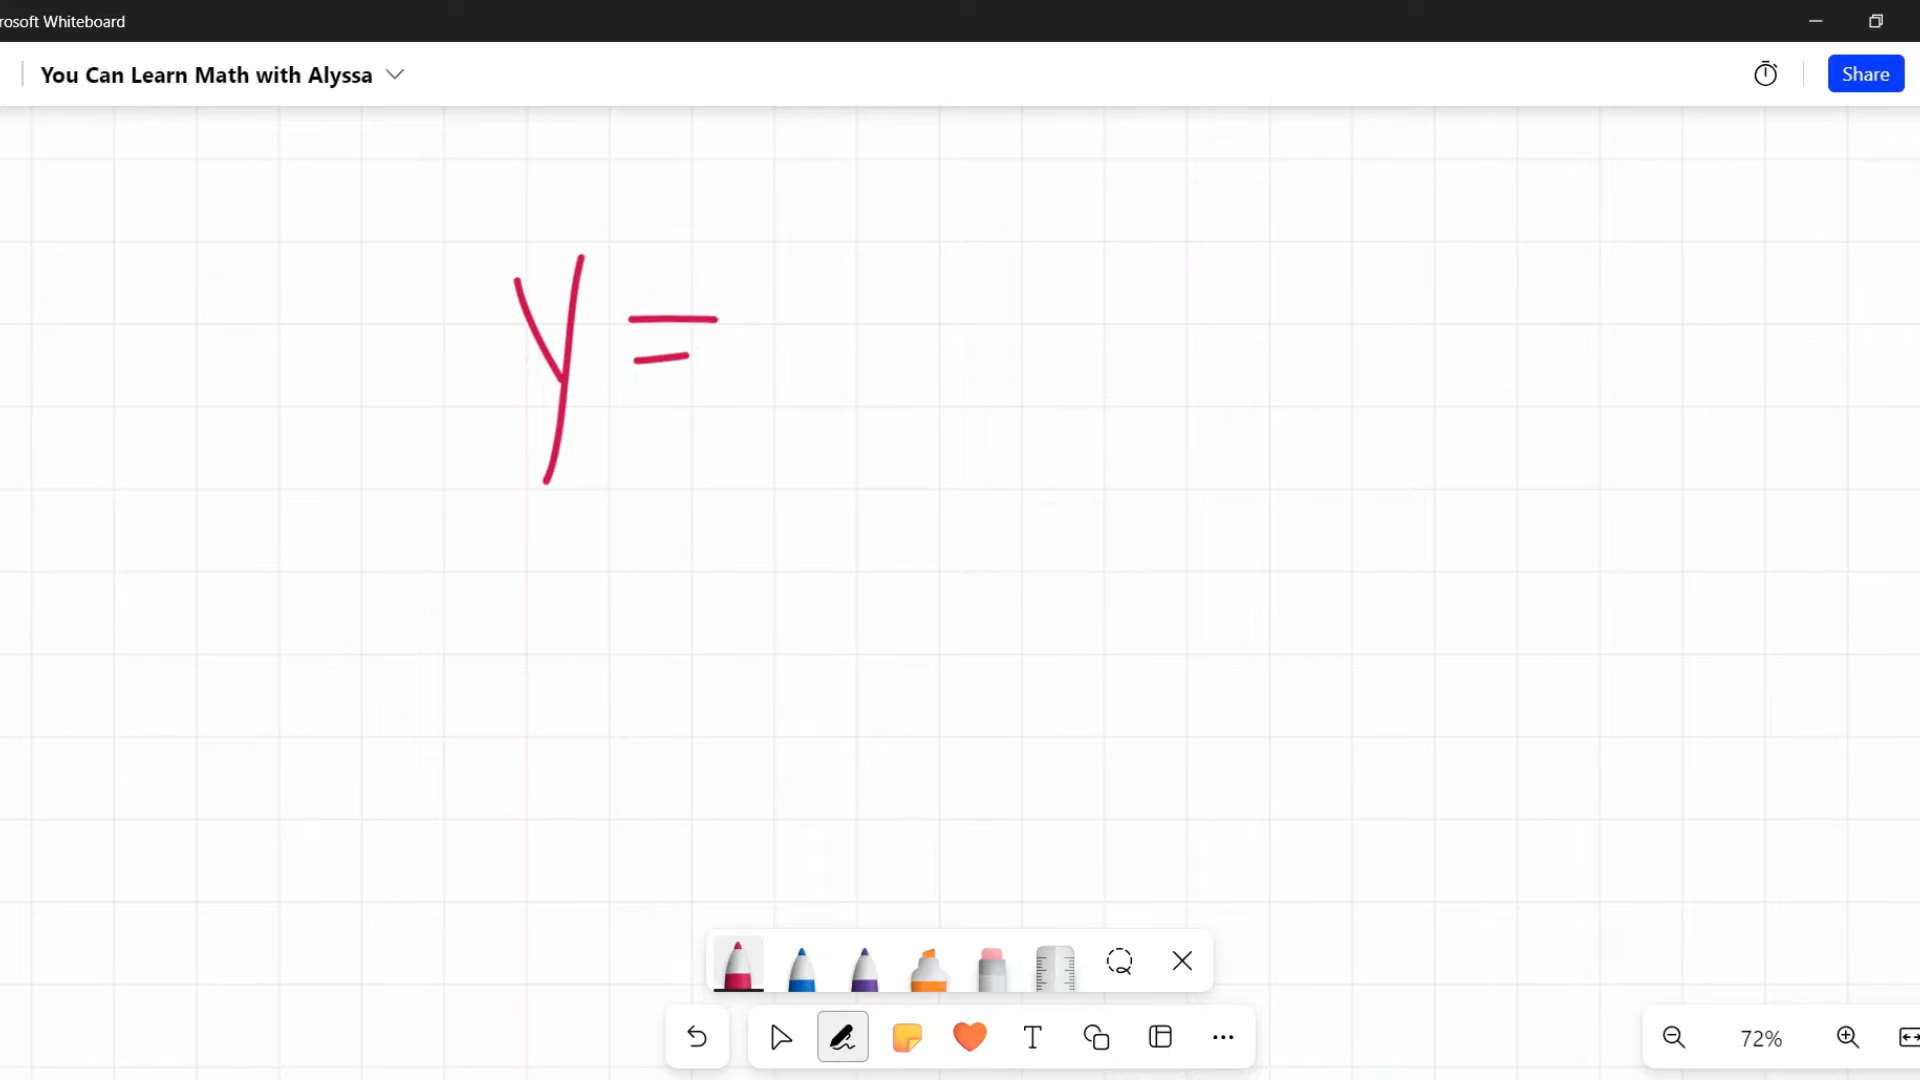 rosoft Whiteboard
You Can Learn Math with Alyssa
Share
y =
T
72%